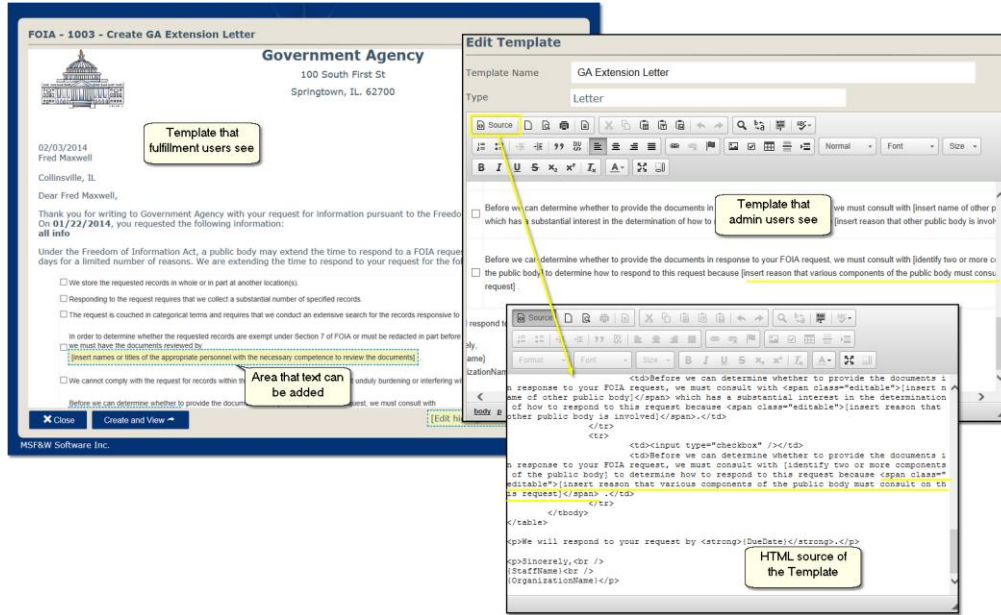 FOIA - 1003 - Create GA Extension Letter
Government Agency
100 South First St
Springtown, IL. 62700
Template that
fulfillment users see
02/03/2014
Fred Maxwell
Collinsville, IL
Dear Fred Maxwell,
Thank you for writing to Government Agency with your request for information pursuant to the Freedo
On 01/22/2014, you requested the following information:
all info
Under the Freedom of Information Act, a public body may extend the time to respond to a FOIA reque
days for a limited number of reasons. We are extending the time to respond to your request for the fo
We store the requested records in whole or in part at another location(s).
Responding to the request requires that we collect a substantial number of specified records.
The request is couched in categorical terms and requires that we conduct an extensive search for the records responsive to
In order to determine whether the requested records are exempt under Section 7 of FOIA or must be redacted in part before
we must have the documents reviewed by
[insert names or titles of the appropriate personnel with the necessary competence to review the documents]
We cannot comply with the request for records within th
unduly burdening or interfering wi
Area that text can
be added
Before we can determine whether to provide the docum
est, we must consult with
Close
Create and View
[Edit hi
MSF&W Software Inc.
Edit Template
Template Name
GA Extension Letter
Type
Letter
Source
Normal
Font
Size
B I U S x₂ x² Tx A
Before we can determine whether to provide the documents in
we must consult with [insert name of other p
which has a substantial interest in the determination of how to
[insert reason that other public body is involv
Template that
admin users see
Before we can determine whether to provide the documents in response to your FOIA request, we must consult with [identify two or more co
the public body] to determine how to respond to this request because [insert reason that various components of the public body must consu
request] .
l respond to
ly,
ame}
izationNam
body p
Source
Format
Font
Size
B I U S x₂ x² Tx A
<td>Before we can determine whether to provide the documents i
n response to your FOIA request, we must consult with <span class="editable">[insert n
ame of other public body]</span> which has a substantial interest in the determination
of how to respond to this request because <span class="editable">[insert reason that
other public body is involved]</span>.</td>
</tr>
<tr>
<td><input type="checkbox" /></td>
<td>Before we can determine whether to provide the documents i
n response to your FOIA request, we must consult with [identify two or more components
of the public body] to determine how to respond to this request because <span class="
editable">[insert reason that various components of the public body must consult on th
is request]</span> .</td>
</tr>
</tbody>
</table>
<p>We will respond to your request by <strong>{DueDate}</strong>.</p>
<p>Sincerely,<br />
{StaffName}<br />
{OrganizationName}</p>
HTML source of
the Template